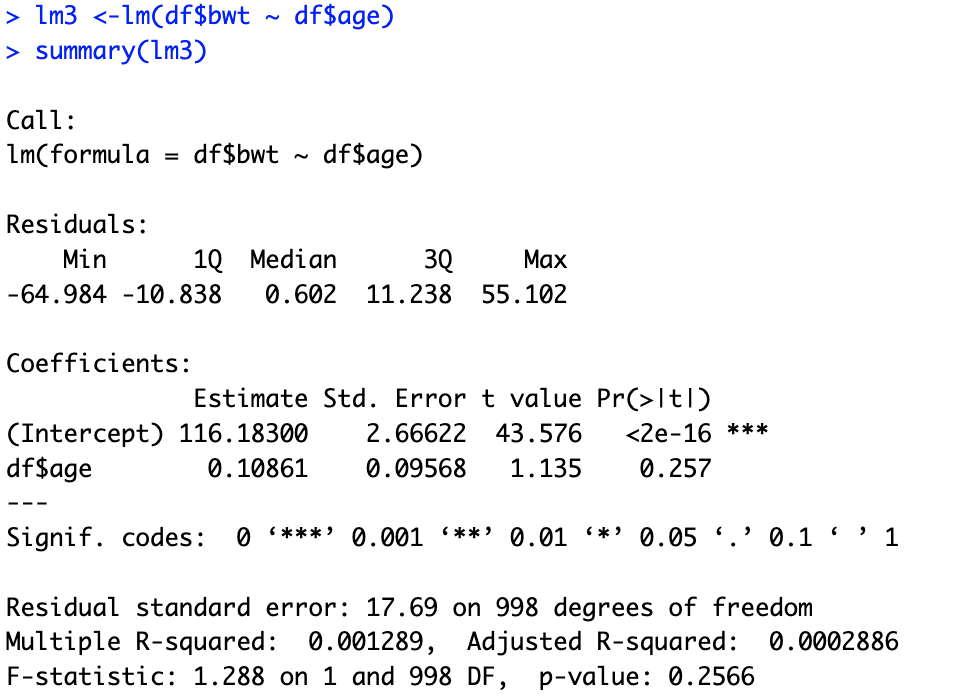 > lm3 <-lm(df$bwt ~ df$age)
> summary(lm3)
Call:
lm(formula = df$bwt ~ df$age)
Residuals:
    Min      1Q  Median      3Q     Max
-64.984 -10.838   0.602  11.238  55.102
Coefficients:
             Estimate Std. Error t value Pr(>|t|)
(Intercept) 116.18300    2.66622  43.576   <2e-16 ***
df$age        0.10861    0.09568   1.135    0.257
---
Signif. codes:  0 ‘***’ 0.001 ‘**’ 0.01 ‘*’ 0.05 ‘.’ 0.1 ‘ ’ 1
Residual standard error: 17.69 on 998 degrees of freedom
Multiple R-squared:  0.001289,  Adjusted R-squared:  0.0002886
F-statistic: 1.288 on 1 and 998 DF,  p-value: 0.2566